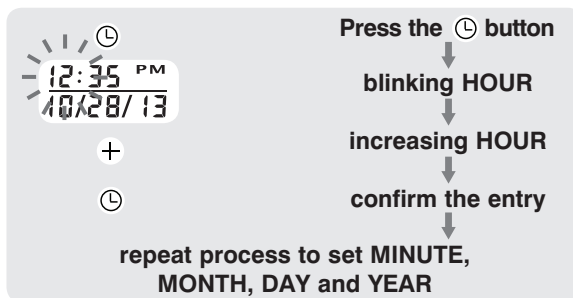 Press the button
12:35 PM
10/28/13
blinking HOUR
+
increasing HOUR
confirm the entry
repeat process to set MINUTE,
MONTH, DAY and YEAR